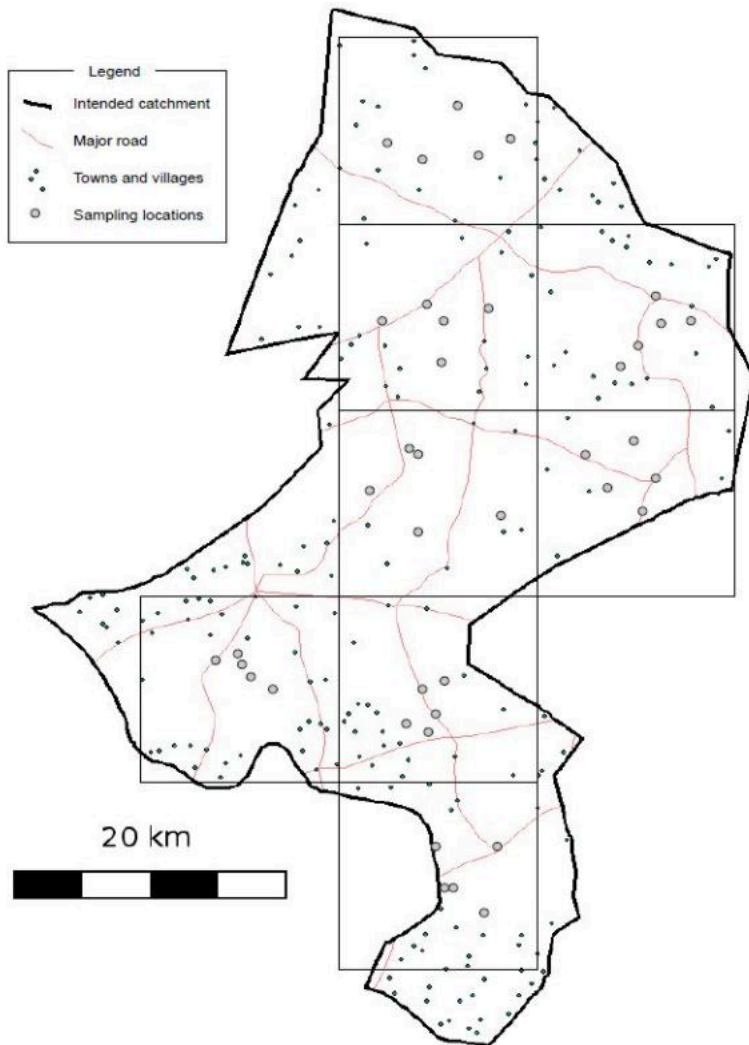 Legend
Intended catchment
Major road
Towns and villages
Sampling locations
20 km